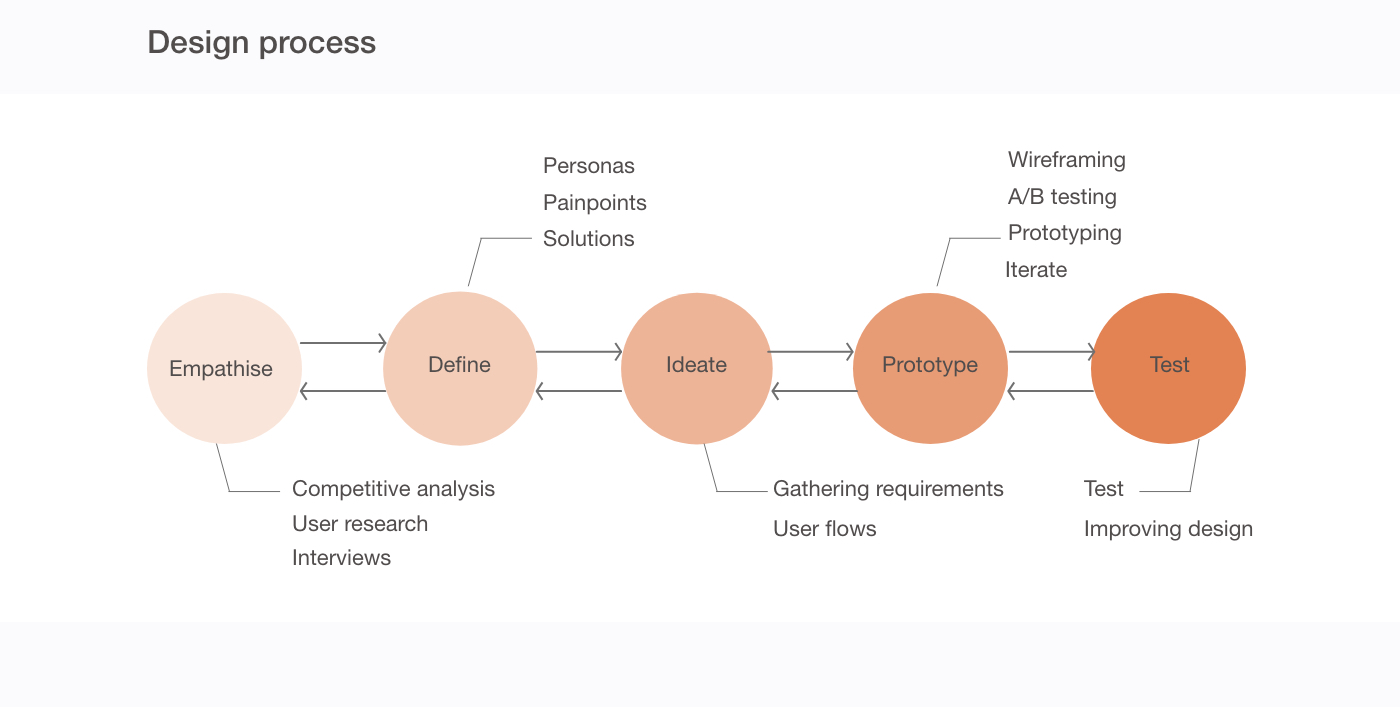 Design process
Personas
Painpoints
Solutions
Wireframing
A/B testing
Prototyping
Iterate
Empathise
Define
Ideate
Prototype
Test
Competitive analysis
User research
Interviews
Gathering requirements
User flows
Test
Improving design